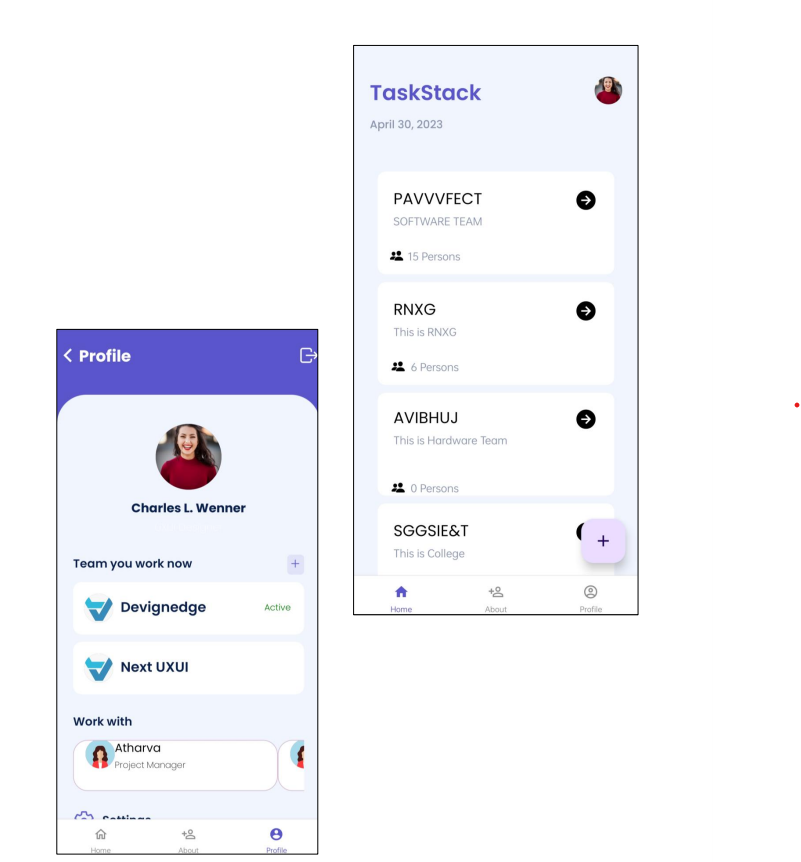 TaskStack
April 30, 2023
PAVVVFECT
SOFTWARE TEAM
15 Persons
RNXG
This is RNXG
6 Persons
AVIBHUJ
This is Hardware Team
0 Persons
SGGSIE&T
This is College
+
Home
About
Profile
< Profile
Charles L. Wenner
Team you work now
+
Devignedge
Active
Next UXUI
Work with
Atharva
Project Manager
Settings
Home
About
Profile